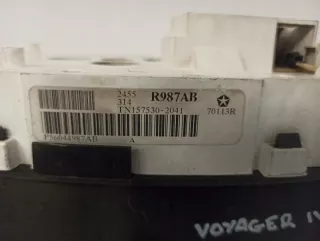 2455 R987AB
314
TN157530-2041 70113R
P56044987AB A
VOYAGER IV